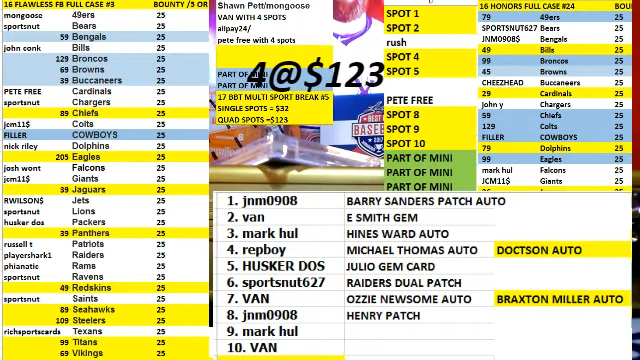 16 FLAWLESS FB FULL CASE #3 BOUNTY /5 OR
mongoose 49ers 25
sportsnut Bears 25
59 Bengals 25
john conk Bills 25
129 Broncos 25
69 Browns 25
39 Buccaneers 25
PETE FREE Cardinals 25
sportsnut Chargers 25
89 Chiefs 25
jcm11$ Colts 25
FILLER COWBOYS 25
nick riley Dolphins 25
205 Eagles 25
josh wont Falcons 25
jcm11$ Giants 25
39 Jaguars 25
RWILSON$ Jets 25
sportsnut Lions 25
husker dos Packers 25
39 Panthers 25
russell t Patriots 25
playershark1 Raiders 25
phianatic Rams 25
sportsnut Ravens 25
49 Redskins 25
sportsnut Saints 25
89 Seahawks 25
109 Steelers 25
richsportscards Texans 25
99 Titans 25
69 Vikings 25
Shawn Pett/mongoose
VAN WITH 4 SPOTS
alipay24/
pete free with 4 spots
4@$123
PART OF MINI
PART OF MINI
17 BBT MULTI SPORT BREAK #5
SINGLE SPOTS = $32
QUAD SPOTS =$123
SPOT 1
SPOT 2
rush
SPOT 4
SPOT 5
PETE FREE
SPOT 8
SPOT 9
SPOT 10
PART OF MINI
PART OF MINI
PART OF MINI
16 HONORS FULL CASE #24 BOUN
79 49ers 25
SPORTSNUT627 Bears 25
JNM0908$ Bengals 25
49 Bills 25
99 Broncos 25
45 Browns 25
CHEEZHEAD Buccaneers 25
29 Cardinals 25
john y Chargers 25
59 Chiefs 25
129 Colts 25
FILLER COWBOYS 25
79 Dolphins 25
99 Eagles 25
mark hul Falcons 25
JCM11$ Giants 25
1. jnm0908 BARRY SANDERS PATCH AUTO
2. van E SMITH GEM
3. mark hul HINES WARD AUTO
4. repboy MICHAEL THOMAS AUTO DOCTSON AUTO
5. HUSKER DOS JULIO GEM CARD
6. sportsnut627 RAIDERS DUAL PATCH
7. VAN OZZIE NEWSOME AUTO BRAXTON MILLER AUTO
8. jnm0908 HENRY PATCH
9. mark hul
10. VAN